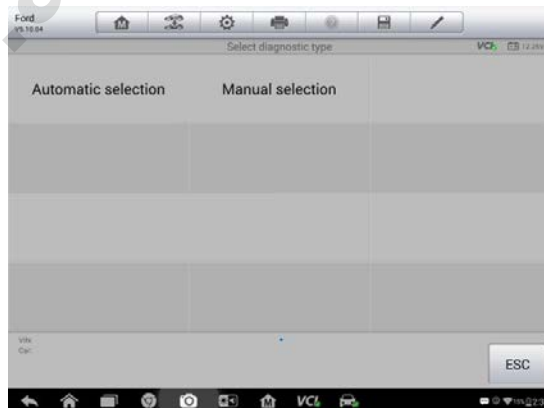 Ford
V5.10.04
Select diagnostic type
VCI
Automatic selection
Manual selection
VIN:
Car:
ESC
VCI